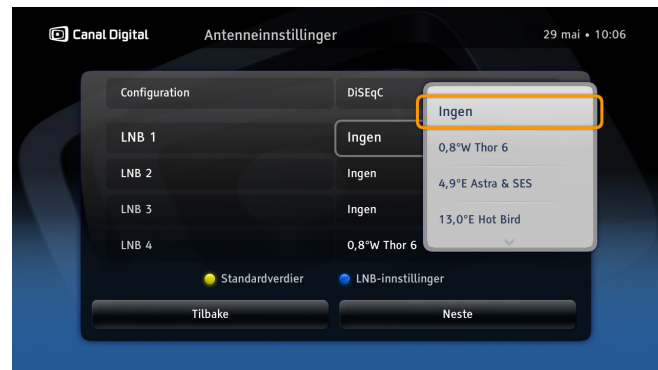 Canal Digital Antenneinnstillinger 29 mai • 10:06
Configuration DiSEqC
Ingen
LNB 1 Ingen
0,8°W Thor 6
LNB 2 Ingen
4,9°E Astra & SES
LNB 3 Ingen
13,0°E Hot Bird
LNB 4 0,8°W Thor 6
Standardverdier LNB-innstillinger
Tilbake Neste